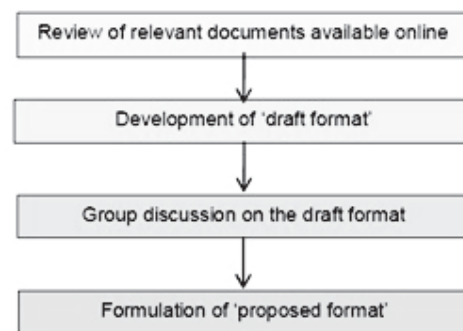 Review of relevant documents available online
Development of ‘draft format’
Group discussion on the draft format
Formulation of ‘proposed format’